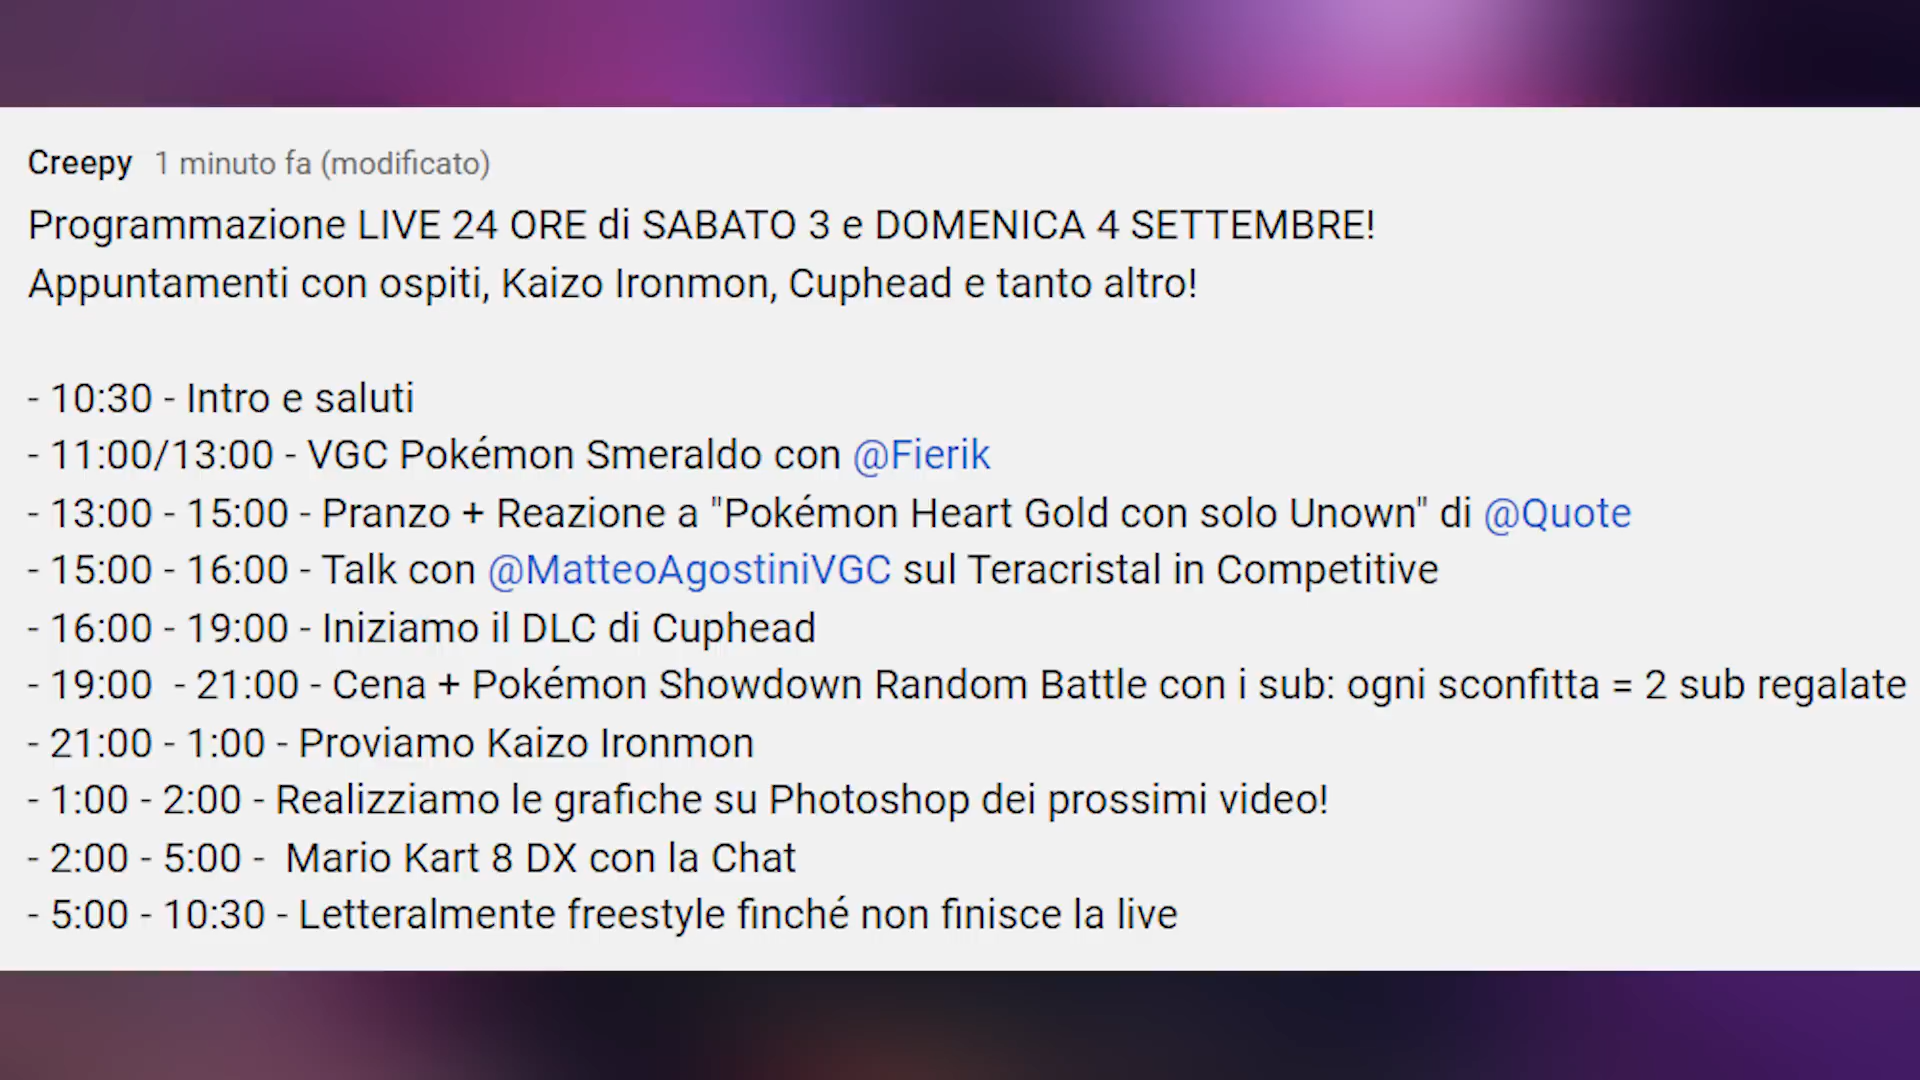 Creepy 1 minuto fa (modificato)
Programmazione LIVE 24 ORE di SABATO 3 e DOMENICA 4 SETTEMBRE!
Appuntamenti con ospiti, Kaizo Ironmon, Cuphead e tanto altro!
- 10:30 - Intro e saluti
- 11:00/13:00 - VGC Pokémon Smeraldo con @Fierik
- 13:00 - 15:00 - Pranzo + Reazione a "Pokémon Heart Gold con solo Unown" di @Quote
- 15:00 - 16:00 - Talk con @MatteoAgostiniVGC sul Teracristal in Competitive
- 16:00 - 19:00 - Iniziamo il DLC di Cuphead
- 19:00  - 21:00 - Cena + Pokémon Showdown Random Battle con i sub: ogni sconfitta = 2 sub regalate
- 21:00 - 1:00 - Proviamo Kaizo Ironmon
- 1:00 - 2:00 - Realizziamo le grafiche su Photoshop dei prossimi video!
- 2:00 - 5:00 -  Mario Kart 8 DX con la Chat
- 5:00 - 10:30 - Letteralmente freestyle finché non finisce la live